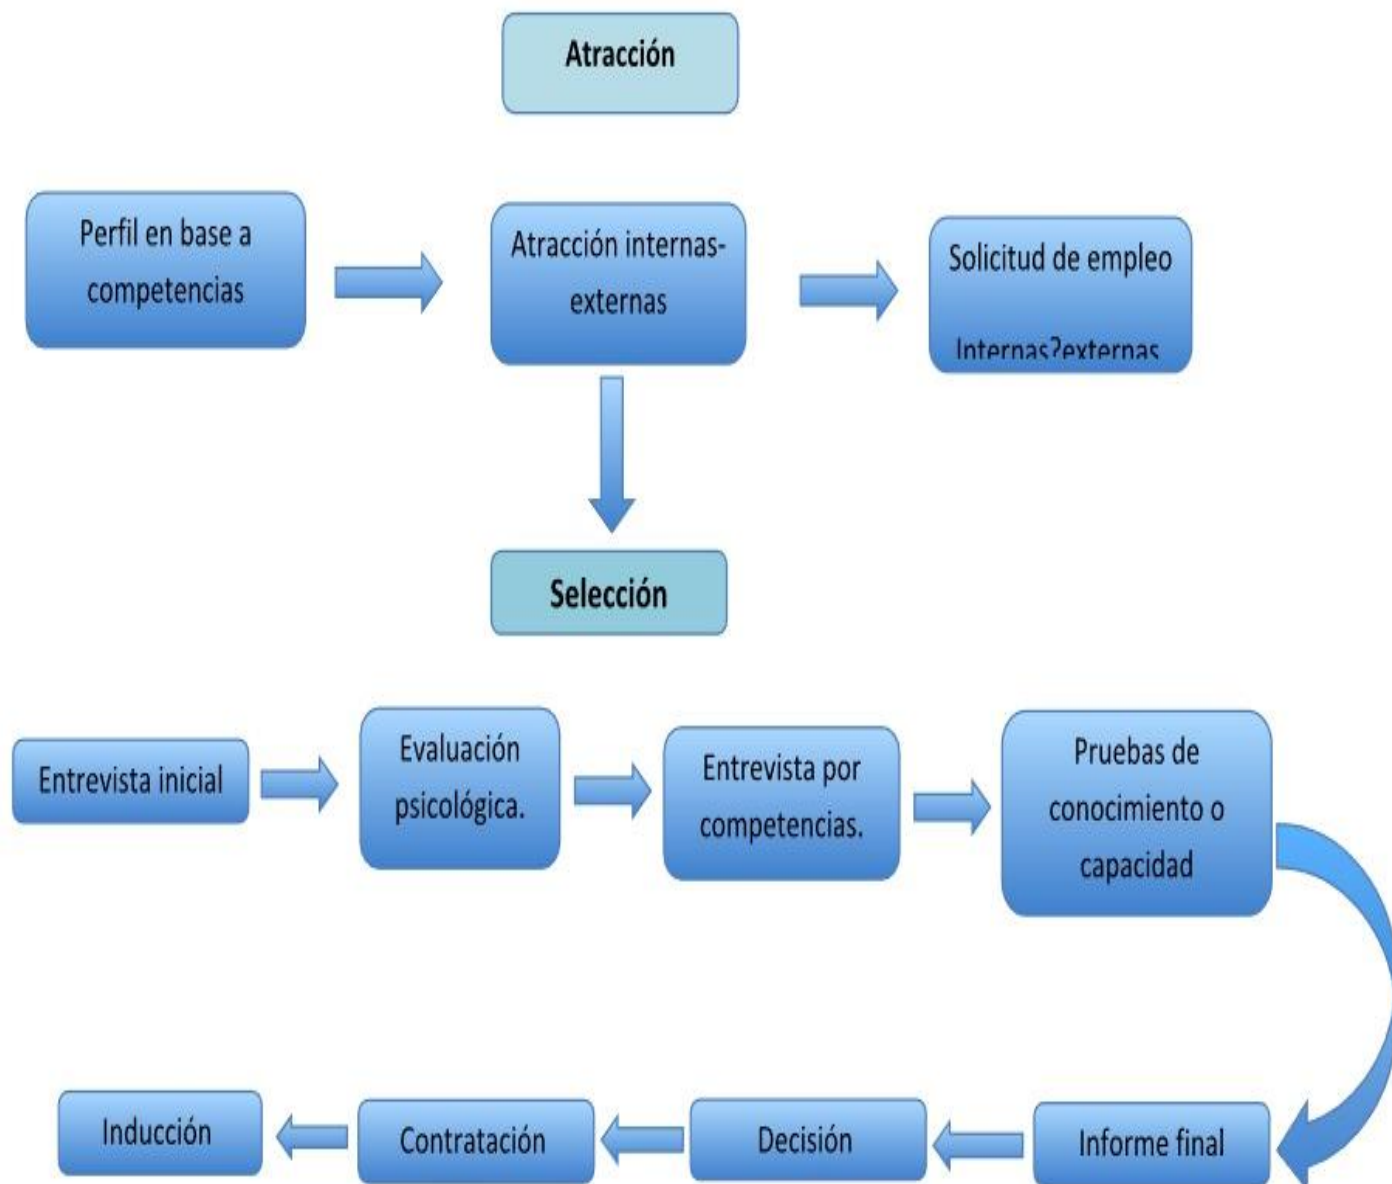 Atracción
Perfil en base a
competencias
Atracción internas-
externas
Solicitud de empleo
Internas?externas
Selección
Entrevista inicial
Evaluación
psicológica.
Entrevista por
competencias.
Pruebas de
conocimiento o
capacidad
Inducción
Contratación
Decisión
Informe final